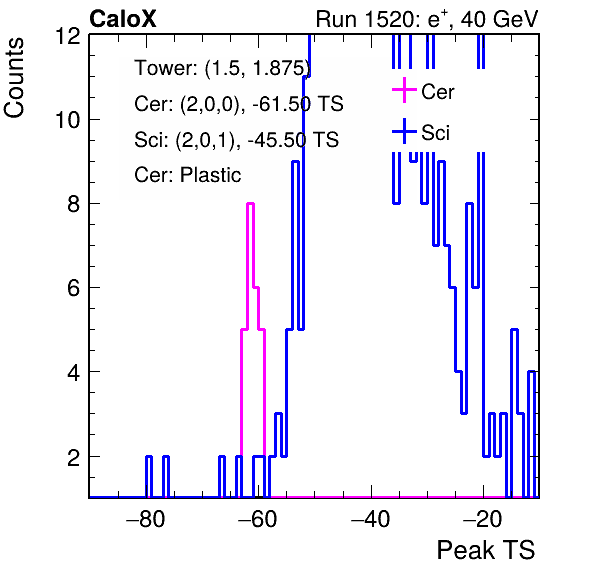 CaloX Run 1520: e+, 40 GeV
Counts
12
10
8
6
4
2
Tower: (1.5, 1.875)
Cer: (2,0,0), -61.50 TS
Sci: (2,0,1), -45.50 TS
Cer: Plastic
Cer
Sci
−80 −60 −40 −20
Peak TS